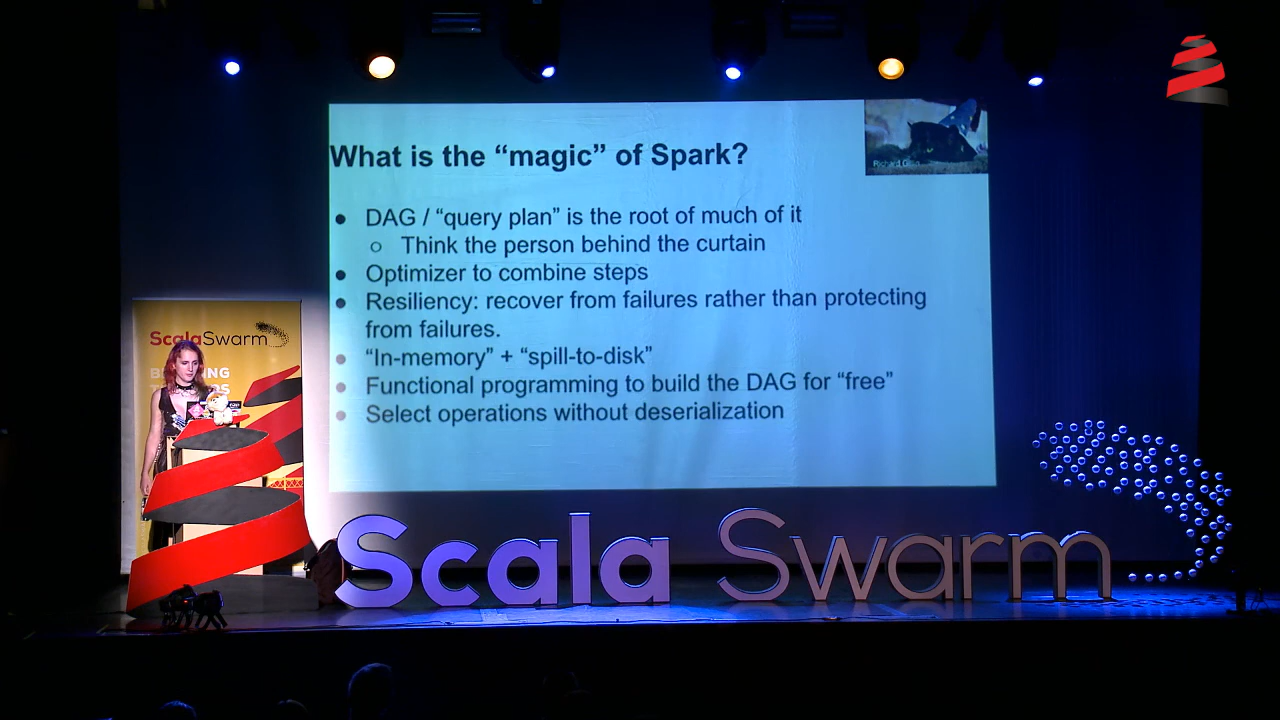 What is the “magic” of Spark?
Richard Gillin
● DAG / “query plan” is the root of much of it
○ Think the person behind the curtain
● Optimizer to combine steps
● Resiliency: recover from failures rather than protecting
from failures.
● “In-memory” + “spill-to-disk”
● Functional programming to build the DAG for “free”
● Select operations without deserialization
ScalaSwarm
Scala Swarm